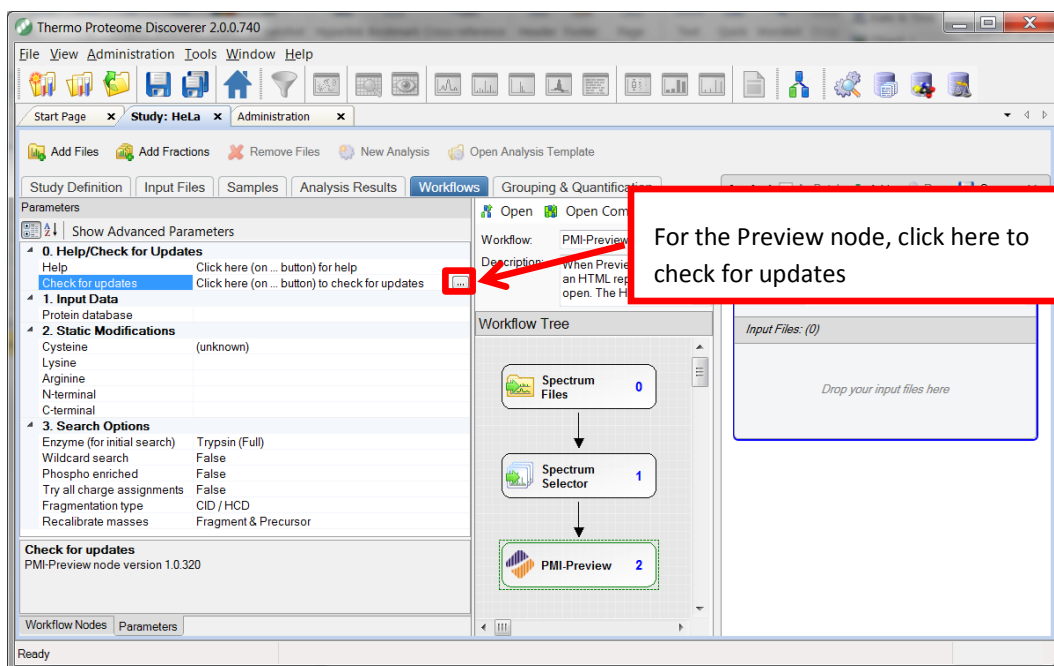 Thermo Proteome Discoverer 2.0.0.740
File View Administration Tools Window Help
Start Page x Study: HeLa x Administration x
Add Files Add Fractions Remove Files New Analysis Open Analysis Template
Study Definition Input Files Samples Analysis Results Workflows Grouping & Quantification
Parameters
Show Advanced Parameters
0. Help/Check for Updates
Help Click here (on ... button) for help
Check for updates Click here (on ... button) to check for updates ...
1. Input Data
Protein database
2. Static Modifications
Cysteine (unknown)
Lysine
Arginine
N-terminal
C-terminal
3. Search Options
Enzyme (for initial search) Trypsin (Full)
Wildcard search False
Phospho enriched False
Try all charge assignments False
Fragmentation type CID / HCD
Recalibrate masses Fragment & Precursor
Check for updates
PMI-Preview node version 1.0.320
Workflow Nodes Parameters
Open Open Com
Workflow: PMI-Preview
Description: When Previe
an HTML rep
open. The H
For the Preview node, click here to
check for updates
Workflow Tree
Spectrum
Files 0
Spectrum
Selector 1
PMI-Preview 2
Input Files: (0)
Drop your input files here
Ready